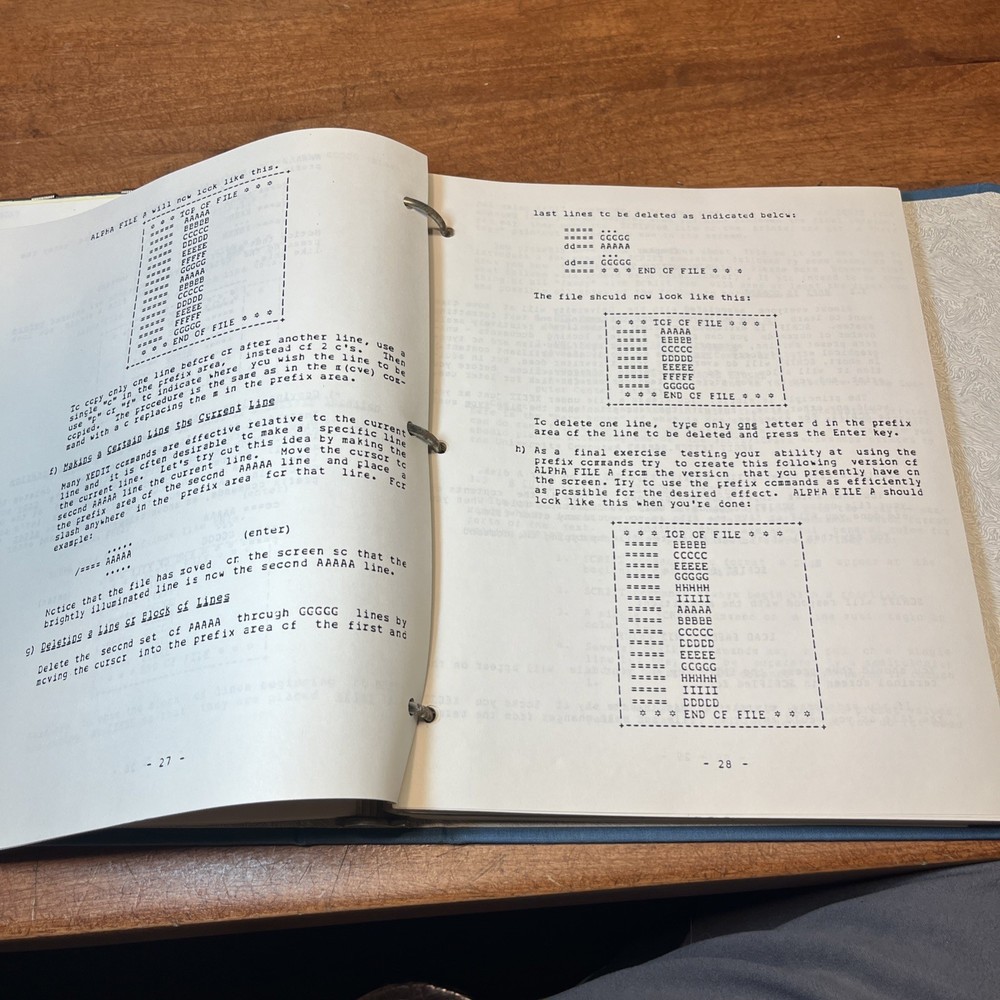 ALPHA FILE A will now look like this.
* * * TOP OF FILE * * *
===== AAAAA
===== BBBBB
===== CCCCC
===== DDDDD
===== EEEEE
===== FFFFF
===== GGGGG
===== AAAAA
===== BBBBB
===== CCCCC
===== DDDDD
===== EEEEE
===== FFFFF
===== GGGGG
* * * END OF FILE * * *
To copy only one line before or after another line, use a
single "c" in the prefix area, instead of 2 c's. Then
use "p" or "f" to indicate where you wish the line to be
copied. The procedure is the same as in the m(ove) com-
mand with a c replacing the m in the prefix area.
f) Making a Certain Line the Current Line
Many XEDIT commands are effective relative to the current
line and it is often desirable to make a specific line
the current line. Let's try out this idea by making the
second AAAAA line the current line. Move the cursor to
the prefix area of the second AAAAA line and place a
slash anywhere in the prefix area for that line. For
example:
.....
/==== AAAAA (enter)
.....
Notice that the file has moved on the screen so that the
brightly illuminated line is now the second AAAAA line.
g) Deleting a Line or Block of Lines
Delete the second set of AAAAA through GGGGG lines by
moving the cursor into the prefix area of the first and
- 27 -
last lines to be deleted as indicated below:
===== ...
===== GGGGG
dd=== AAAAA
...
dd=== GGGGG
===== * * * END OF FILE * * *
The file should now look like this:
* * * TOP OF FILE * * *
===== AAAAA
===== BBBBB
===== CCCCC
===== DDDDD
===== EEEEE
===== FFFFF
===== GGGGG
* * * END OF FILE * * *
To delete one line, type only one letter d in the prefix
area of the line to be deleted and press the Enter key.
h) As a final exercise testing your ability at using the
prefix commands try to create this following version of
ALPHA FILE A from the version that you presently have on
the screen. Try to use the prefix commands as efficiently
as possible for the desired effect. ALPHA FILE A should
look like this when you're done:
* * * TOP OF FILE * * *
===== BBBBB
===== CCCCC
===== EEEEE
===== GGGGG
===== HHHHH
===== IIIII
===== AAAAA
===== BBBBB
===== CCCCC
===== DDDDD
===== EEEEE
===== GGGGG
===== HHHHH
===== IIIII
===== DDDDD
* * * END OF FILE * * *
- 28 -